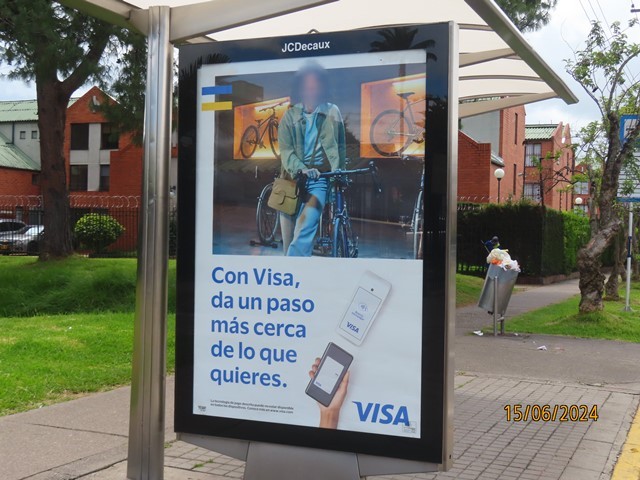 JCDecaux
Con Visa,
da un paso
más cerca
de lo que
quieres.
VISA
VISA
15/06/2024